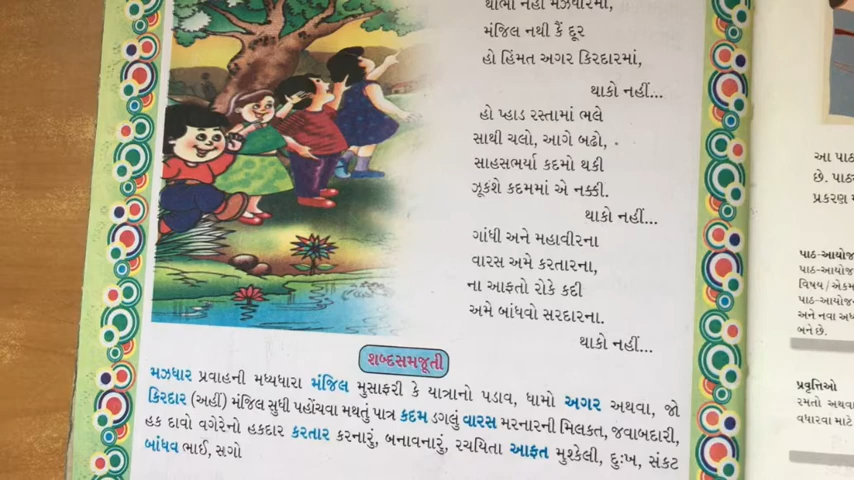 થાભો નહીં મઝધારમાં,
મંજિલ નથી કૈં દૂર
હો હિંમત અગર કિરદારમાં,
થાકો નહીં...
હો પ્હાડ રસ્તામાં ભલે
સાથી ચલો, આગે બઢો,
સાહસભર્યા કદમો થકી
ઝૂકશે કદમમાં એ નક્કી.
થાકો નહીં...
ગાંધી અને મહાવીરના
વારસ અમે કરતારના,
ના આફતો રોકે કદી
અમે બાંધવો સરદારના.
થાકો નહીં...
શબ્દસમજૂતી
મઝધાર પ્રવાહની મધ્યધારા મંજિલ મુસાફરી કે યાત્રાનો પડાવ, ધામો અગર અથવા, જો
કિરદાર (અહીં) મંજિલ સુધી પહોંચવા મથતું પાત્ર કદમ ડગલું વારસ મરનારની મિલકત, જવાબદારી,
હક દાવો વગેરેનો હકદાર કરતાર કરનારું, બનાવનારું, રચયિતા આફત મુશ્કેલી, દુઃખ, સંકટ
બાંધવ ભાઈ, સગો
આ પાઠ
છે. પાઠ
પ્રકરણ
પાઠ-આયોજ
પાઠ-આયોજ
વિષય/એકમ
પાઠ-આયોજન
અને નવા અધ
બને છે.
પ્રવૃત્તિઓ
રમતો અથવા
વધારવા માટે